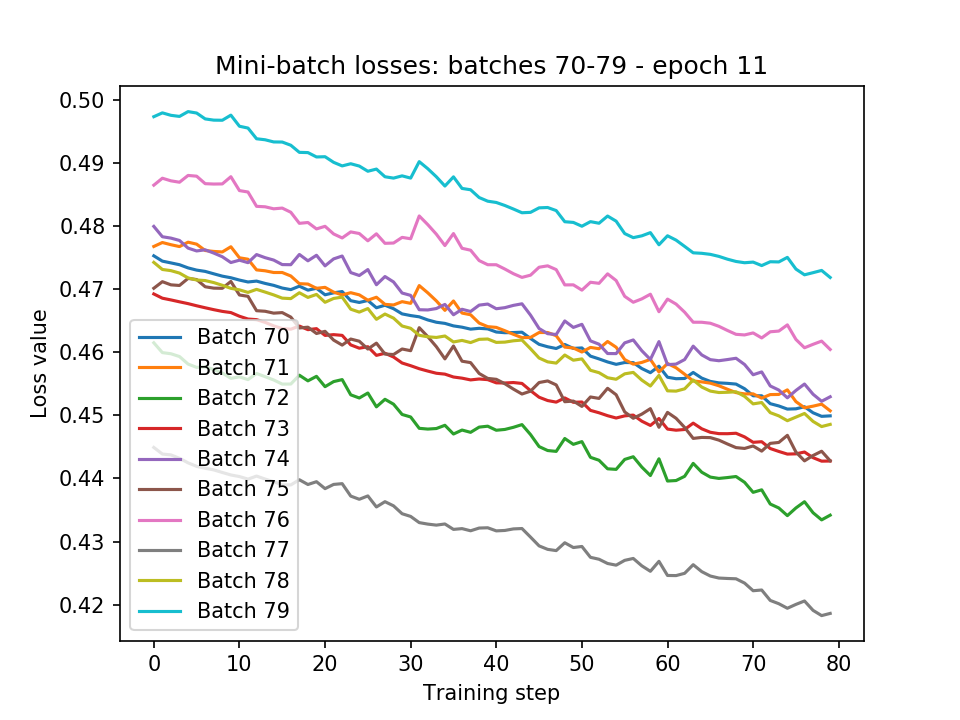 Mini-batch losses: batches 70-79 - epoch 11
0.50
0.49
0.48
0.47
0.46
0.45
0.44
0.43
0.42
Loss value
Batch 70
Batch 71
Batch 72
Batch 73
Batch 74
Batch 75
Batch 76
Batch 77
Batch 78
Batch 79
0 10 20 30 40 50 60 70 80
Training step